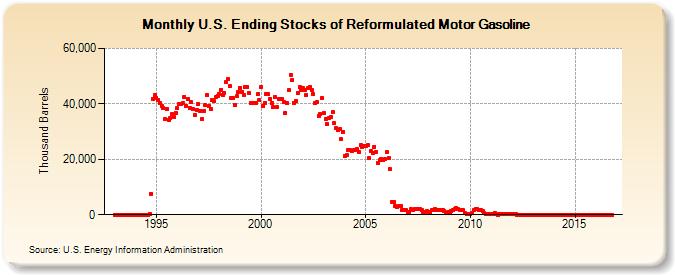 Monthly U.S. Ending Stocks of Reformulated Motor Gasoline
Thousand Barrels
60,000
40,000
20,000
0
1995 2000 2005 2010 2015
Source: U.S. Energy Information Administration